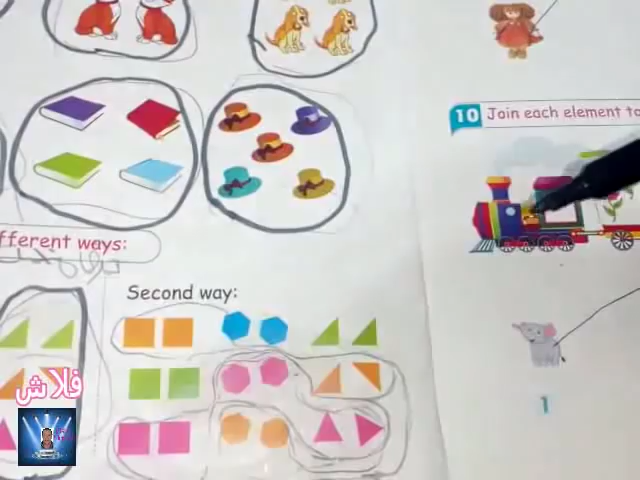 10 Join each element to
fferent ways:
Second way:
1
فلاش